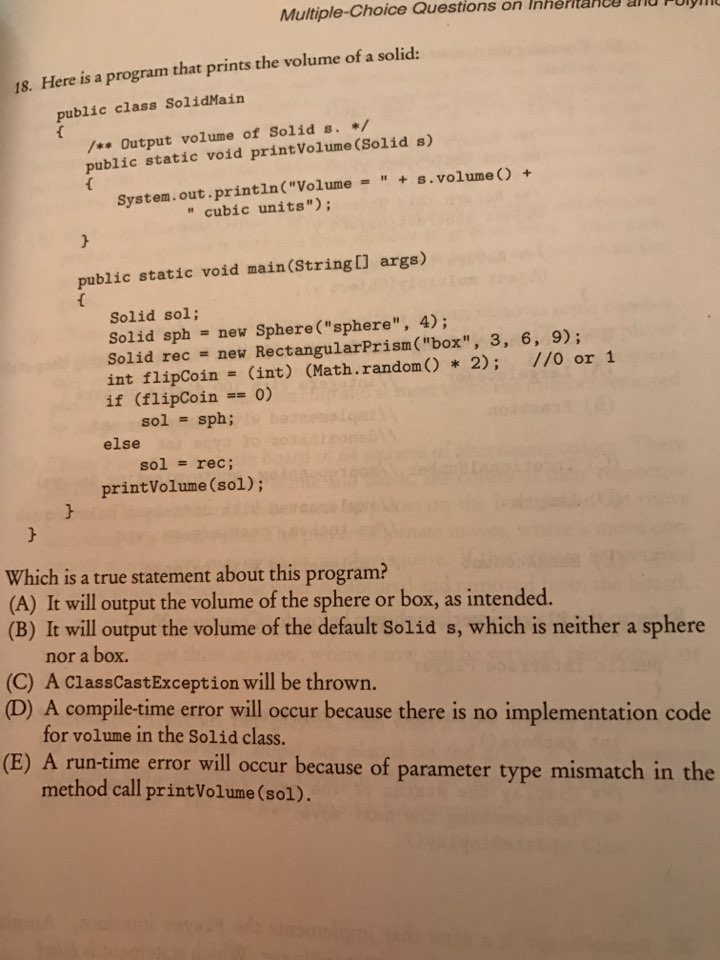 Multiple-Choice Questions on Inheritance and
18. Here is a program that prints the volume of a solid:
public class SolidMain
{
/** Output volume of Solid s. */
public static void printVolume(Solid s)
{
System.out.println("Volume = " + s.volume() +
" cubic units");
}
public static void main(String[] args)
{
Solid sol;
Solid sph = new Sphere("sphere", 4);
Solid rec = new RectangularPrism("box", 3, 6, 9);
int flipCoin = (int) (Math.random() * 2); //0 or 1
if (flipCoin == 0)
sol = sph;
else
sol = rec;
printVolume(sol);
}
}
Which is a true statement about this program?
(A) It will output the volume of the sphere or box, as intended.
(B) It will output the volume of the default Solid s, which is neither a sphere
nor a box.
(C) A ClassCastException will be thrown.
(D) A compile-time error will occur because there is no implementation code
for volume in the Solid class.
(E) A run-time error will occur because of parameter type mismatch in the
method call printVolume(sol).